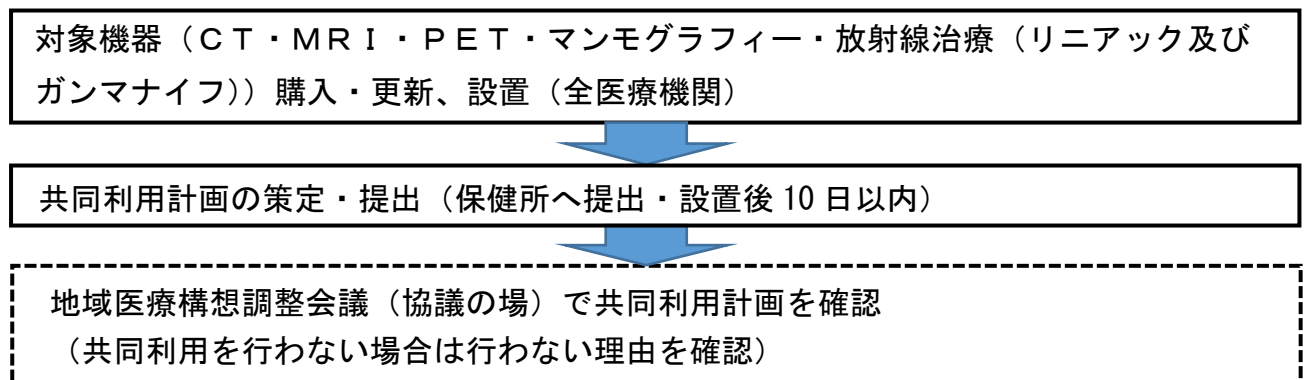 対象機器（ＣＴ・ＭＲＩ・ＰＥＴ・マンモグラフィー・放射線治療（リニアック及び
ガンマナイフ））購入・更新、設置（全医療機関）
共同利用計画の策定・提出（保健所へ提出・設置後 10 日以内）
地域医療構想調整会議（協議の場）で共同利用計画を確認
（共同利用を行わない場合は行わない理由を確認）